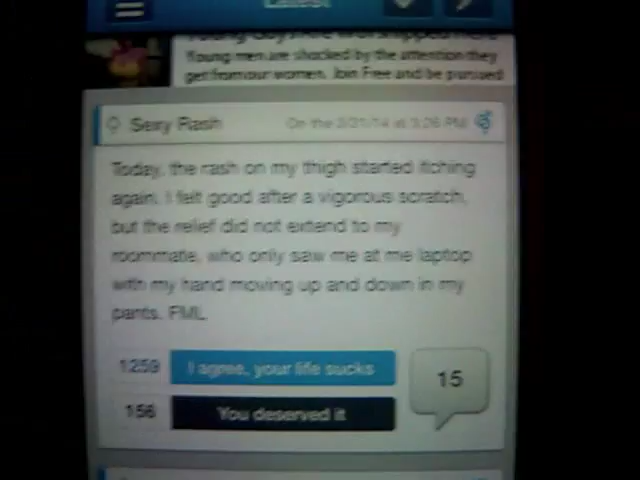 Latest
Young men are shocked by the attention they
get from our women. Join Free and be pursued
Sexy Rash On the 2/21/14 at 3:26 PM
Today, the rash on my thigh started itching
again. I felt good after a vigorous scratch,
but the relief did not extend to my
roommate, who only saw me at me laptop
with my hand moving up and down in my
pants. FML
1259 I agree, your life sucks
15
156 You deserved it